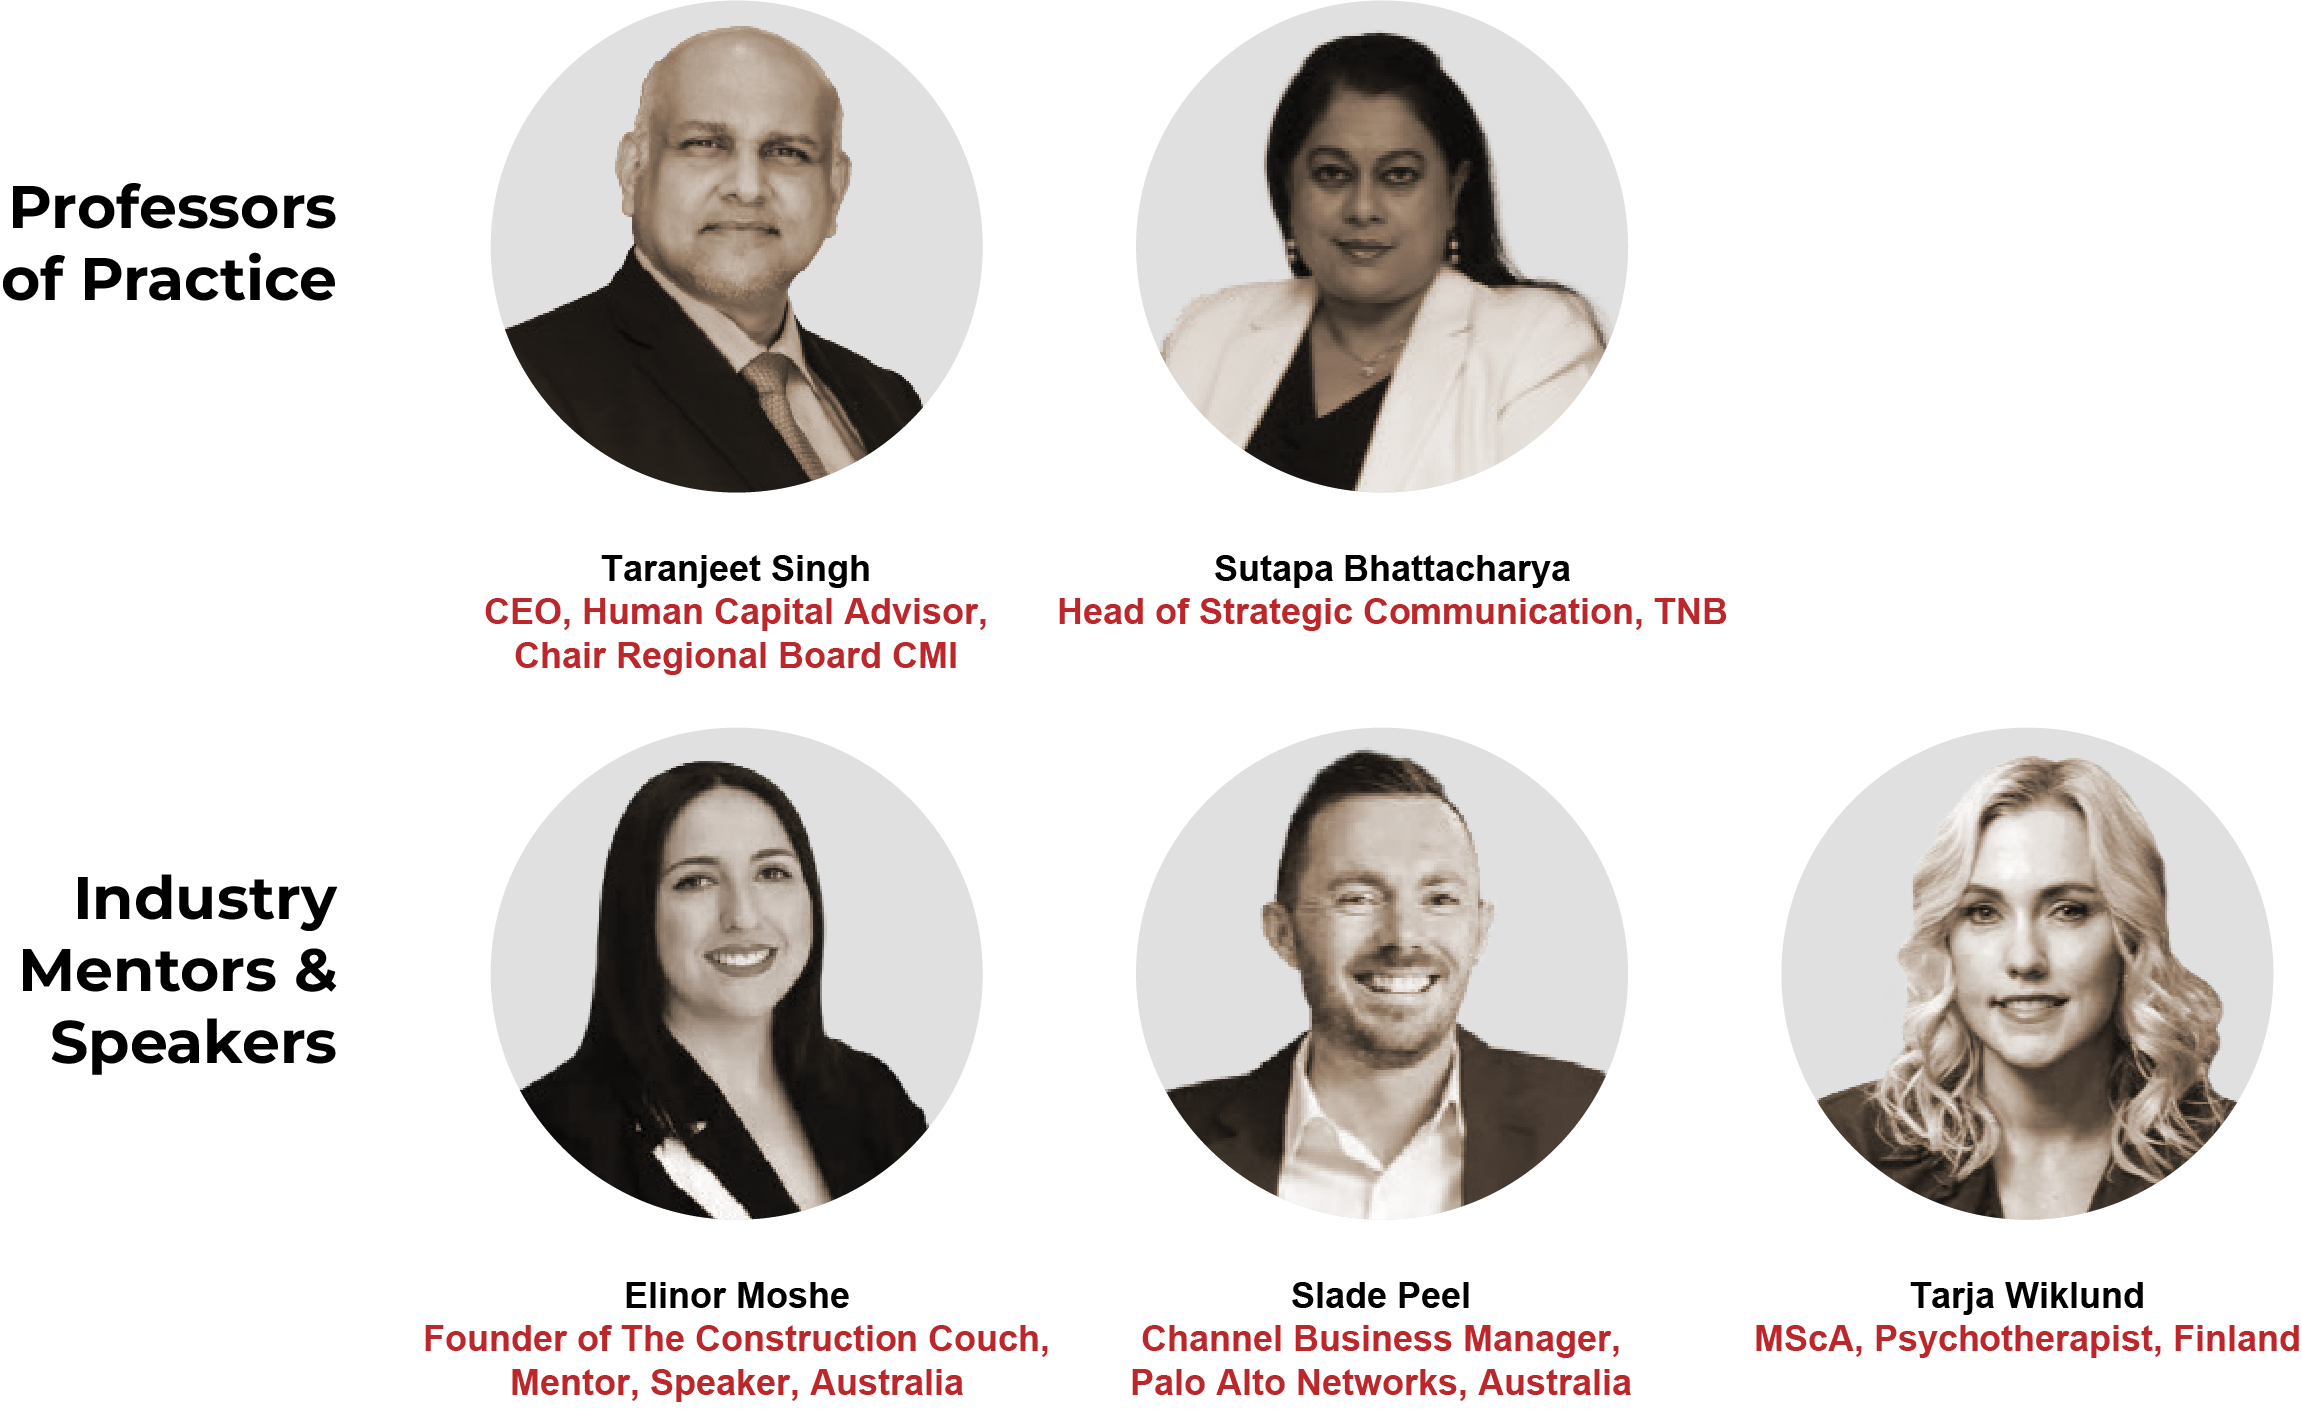 Professors
of Practice
Taranjeet Singh
CEO, Human Capital Advisor,
Chair Regional Board CMI
Sutapa Bhattacharya
Head of Strategic Communication, TNB
Industry
Mentors &
Speakers
Elinor Moshe
Founder of The Construction Couch,
Mentor, Speaker, Australia
Slade Peel
Channel Business Manager,
Palo Alto Networks, Australia
Tarja Wiklund
MScA, Psychotherapist, Finland